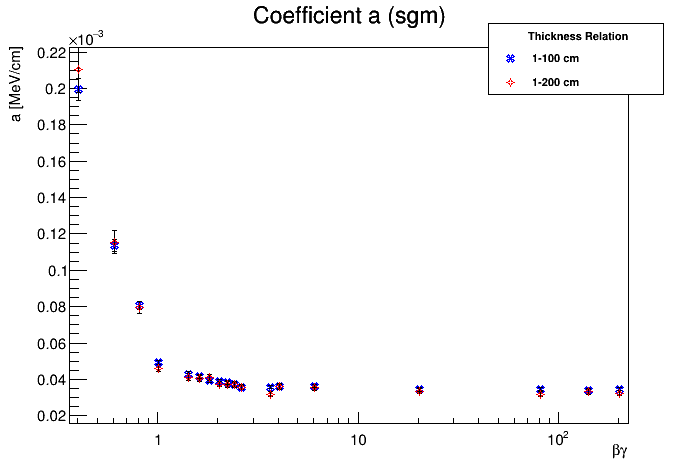 Coefficient a (sgm)
×10⁻³
Thickness Relation
1-100 cm
1-200 cm
a [MeV/cm]
0.22
0.2
0.18
0.16
0.14
0.12
0.1
0.08
0.06
0.04
0.02
1
10
10²
βγ